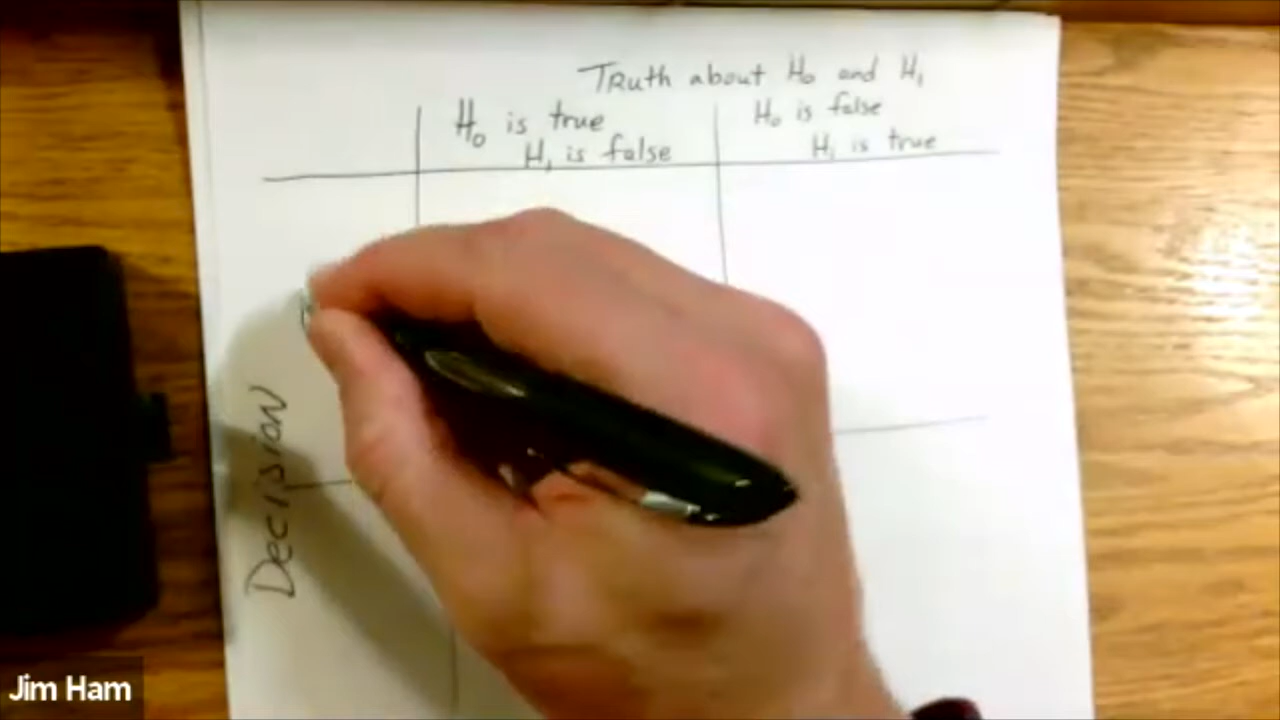 Truth about H₀ and H₁
H₀ is true
H₁ is false
H₀ is false
H₁ is true
Decision
Jim Ham